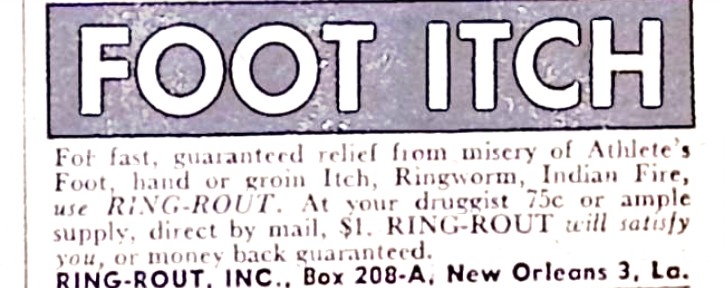 FOOT ITCH
For fast, guaranteed relief from misery of Athlete's
Foot, hand or groin Itch, Ringworm, Indian Fire,
use RING-ROUT. At your druggist 75c or ample
supply, direct by mail, $1. RING-ROUT will satisfy
you, or money back guaranteed.
RING-ROUT, INC., Box 208-A, New Orleans 3, La.